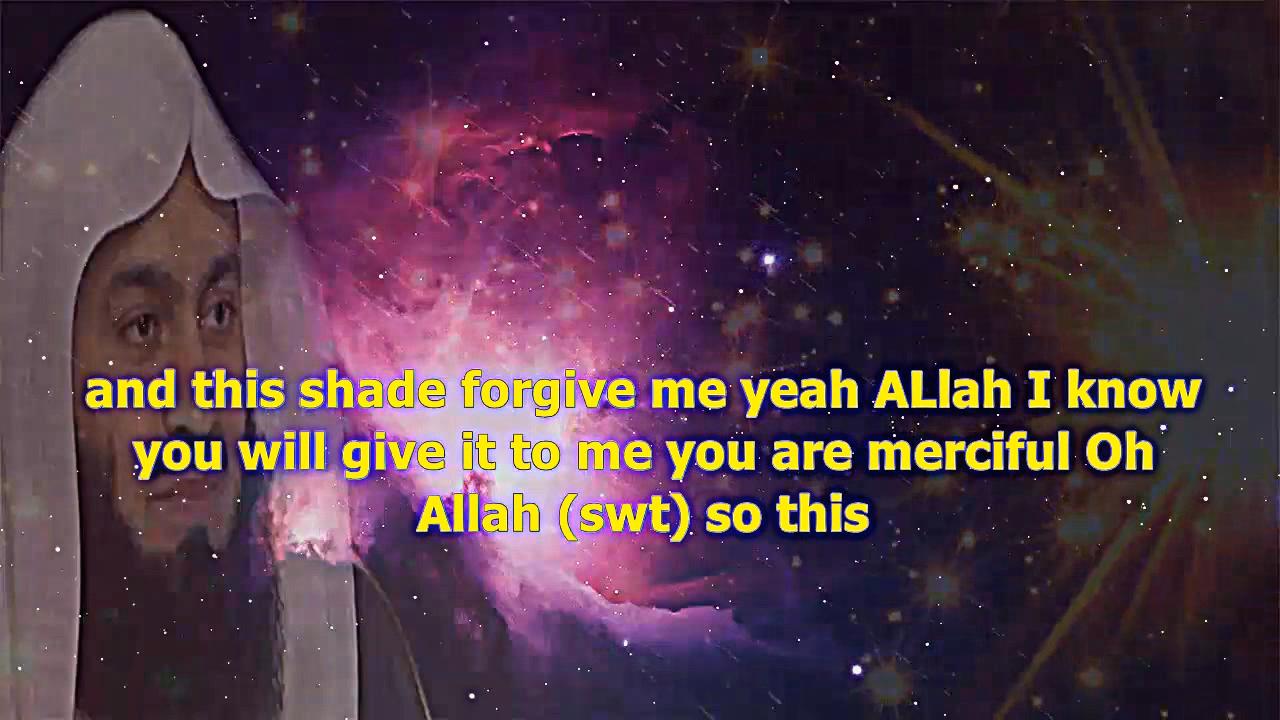 and this shade forgive me yeah ALlah I know
you will give it to me you are merciful Oh
Allah (swt) so this